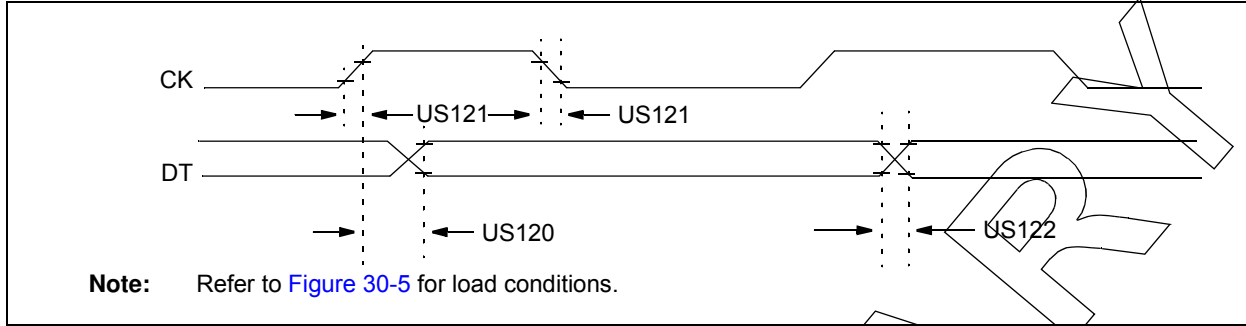 CK
US121
US121
DT
US120
US122
Note: Refer to Figure 30-5 for load conditions.